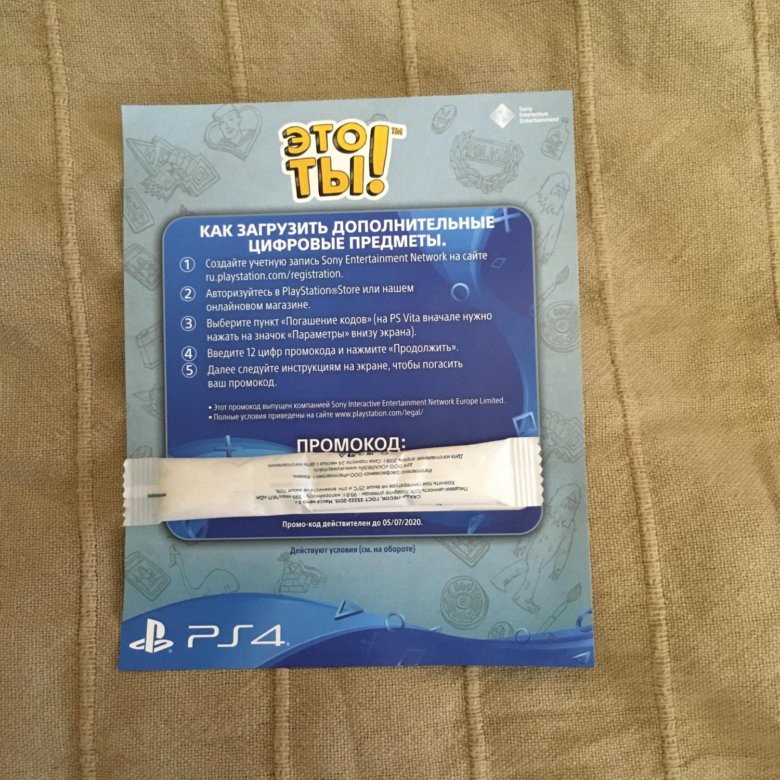 Sony
Interactive
Entertainment
ЭТО
ТЫ!™
КАК ЗАГРУЗИТЬ ДОПОЛНИТЕЛЬНЫЕ
ЦИФРОВЫЕ ПРЕДМЕТЫ.
1 Создайте учетную запись Sony Entertainment Network на сайте
ru.playstation.com/registration.
2 Авторизуйтесь в PlayStation®Store или нашем
онлайновом магазине.
3 Выберите пункт «Погашение кодов» (на PS Vita вначале нужно
нажать на значок «Параметры» внизу экрана).
4 Введите 12 цифр промокода и нажмите «Продолжить».
5 Далее следуйте инструкциям на экране, чтобы погасить
ваш промокод.
• Этот промокод выпущен компанией Sony Interactive Entertainment Network Europe Limited.
• Полные условия приведены на сайте www.playstation.com/legal/
ПРОМОКОД:
Промо-код действителен до 05/07/2020.
Действуют условия (см. на обороте)
PS4